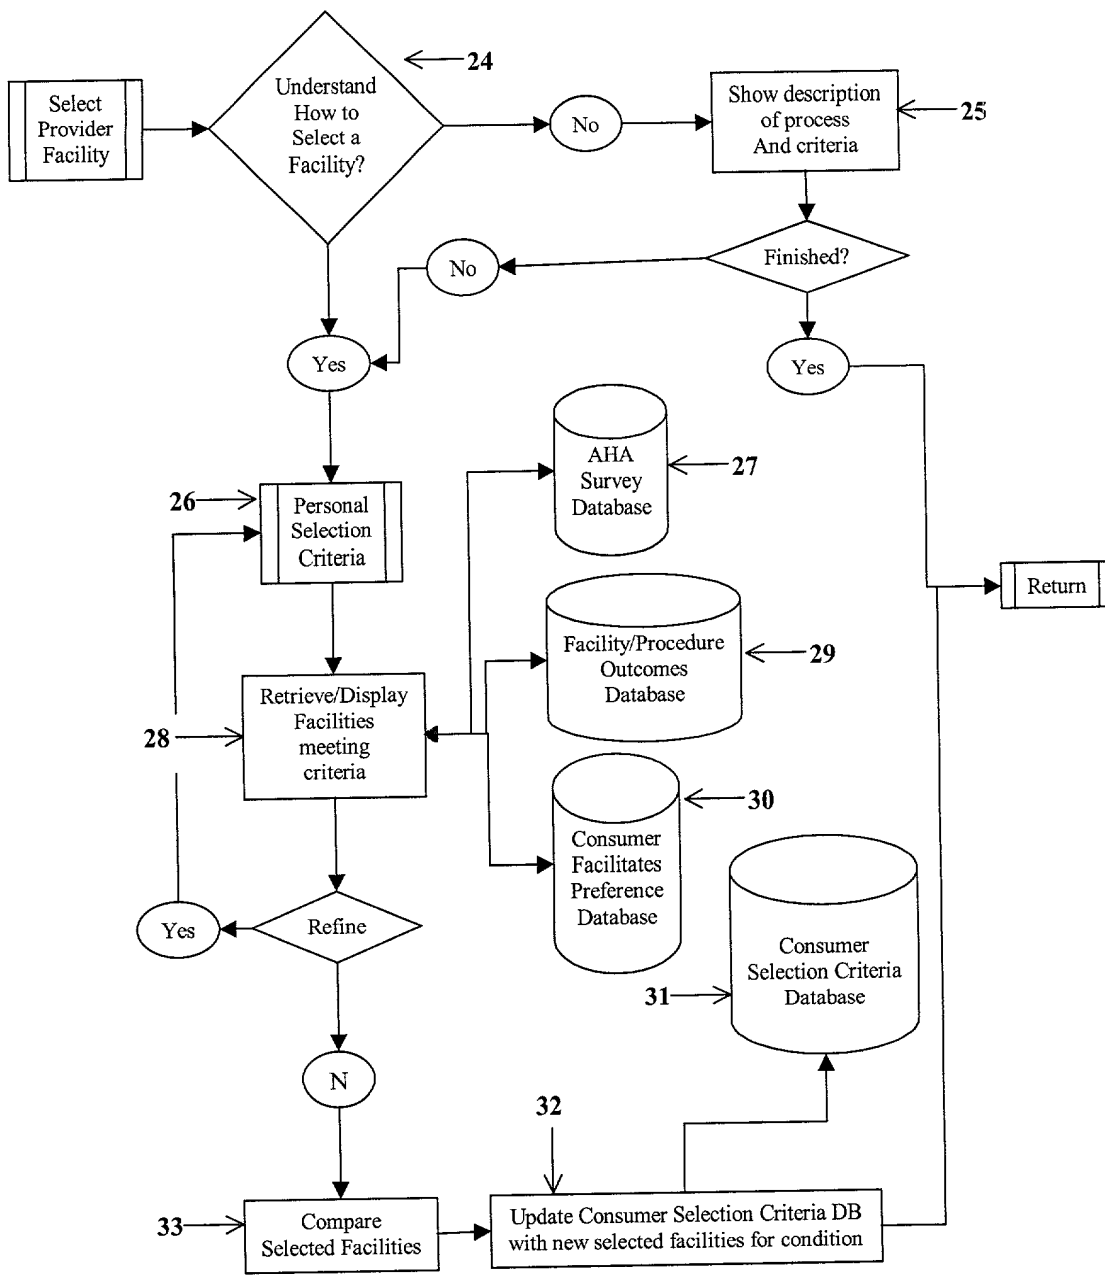 24
Select
Provider
Facility
Understand
How to
Select a
Facility?
No
Show description
of process
And criteria
25
No
Finished?
Yes
Yes
AHA
Survey
Database
27
26
Personal
Selection
Criteria
Return
Facility/Procedure
Outcomes
Database
29
28
Retrieve/Display
Facilities
meeting
criteria
30
Consumer
Facilitates
Preference
Database
Yes
Refine
Consumer
Selection Criteria
Database
31
N
32
33
Compare
Selected Facilities
Update Consumer Selection Criteria DB
with new selected facilities for condition